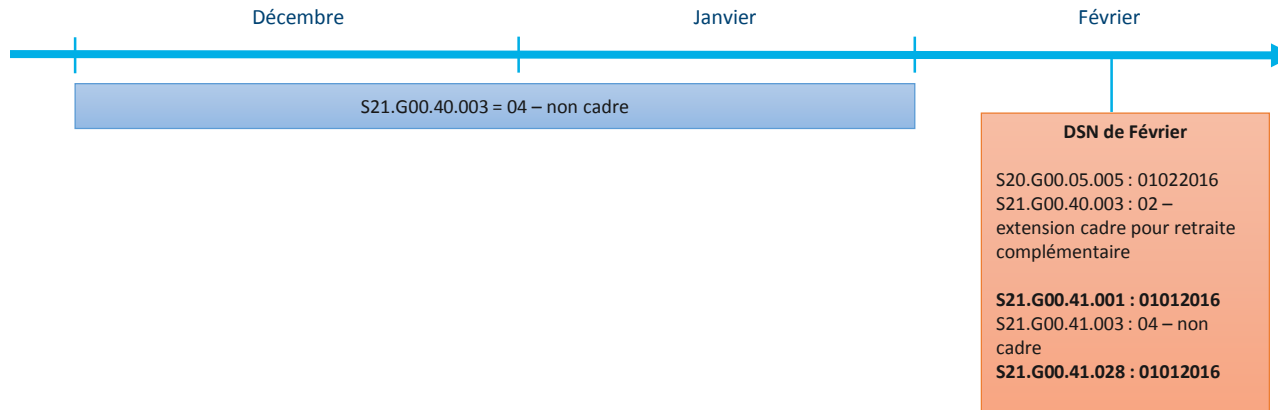 Décembre
Janvier
Février
S21.G00.40.003 = 04 – non cadre
DSN de Février
S20.G00.05.005 : 01022016
S21.G00.40.003 : 02 –
extension cadre pour retraite
complémentaire
S21.G00.41.001 : 01012016
S21.G00.41.003 : 04 – non
cadre
S21.G00.41.028 : 01012016